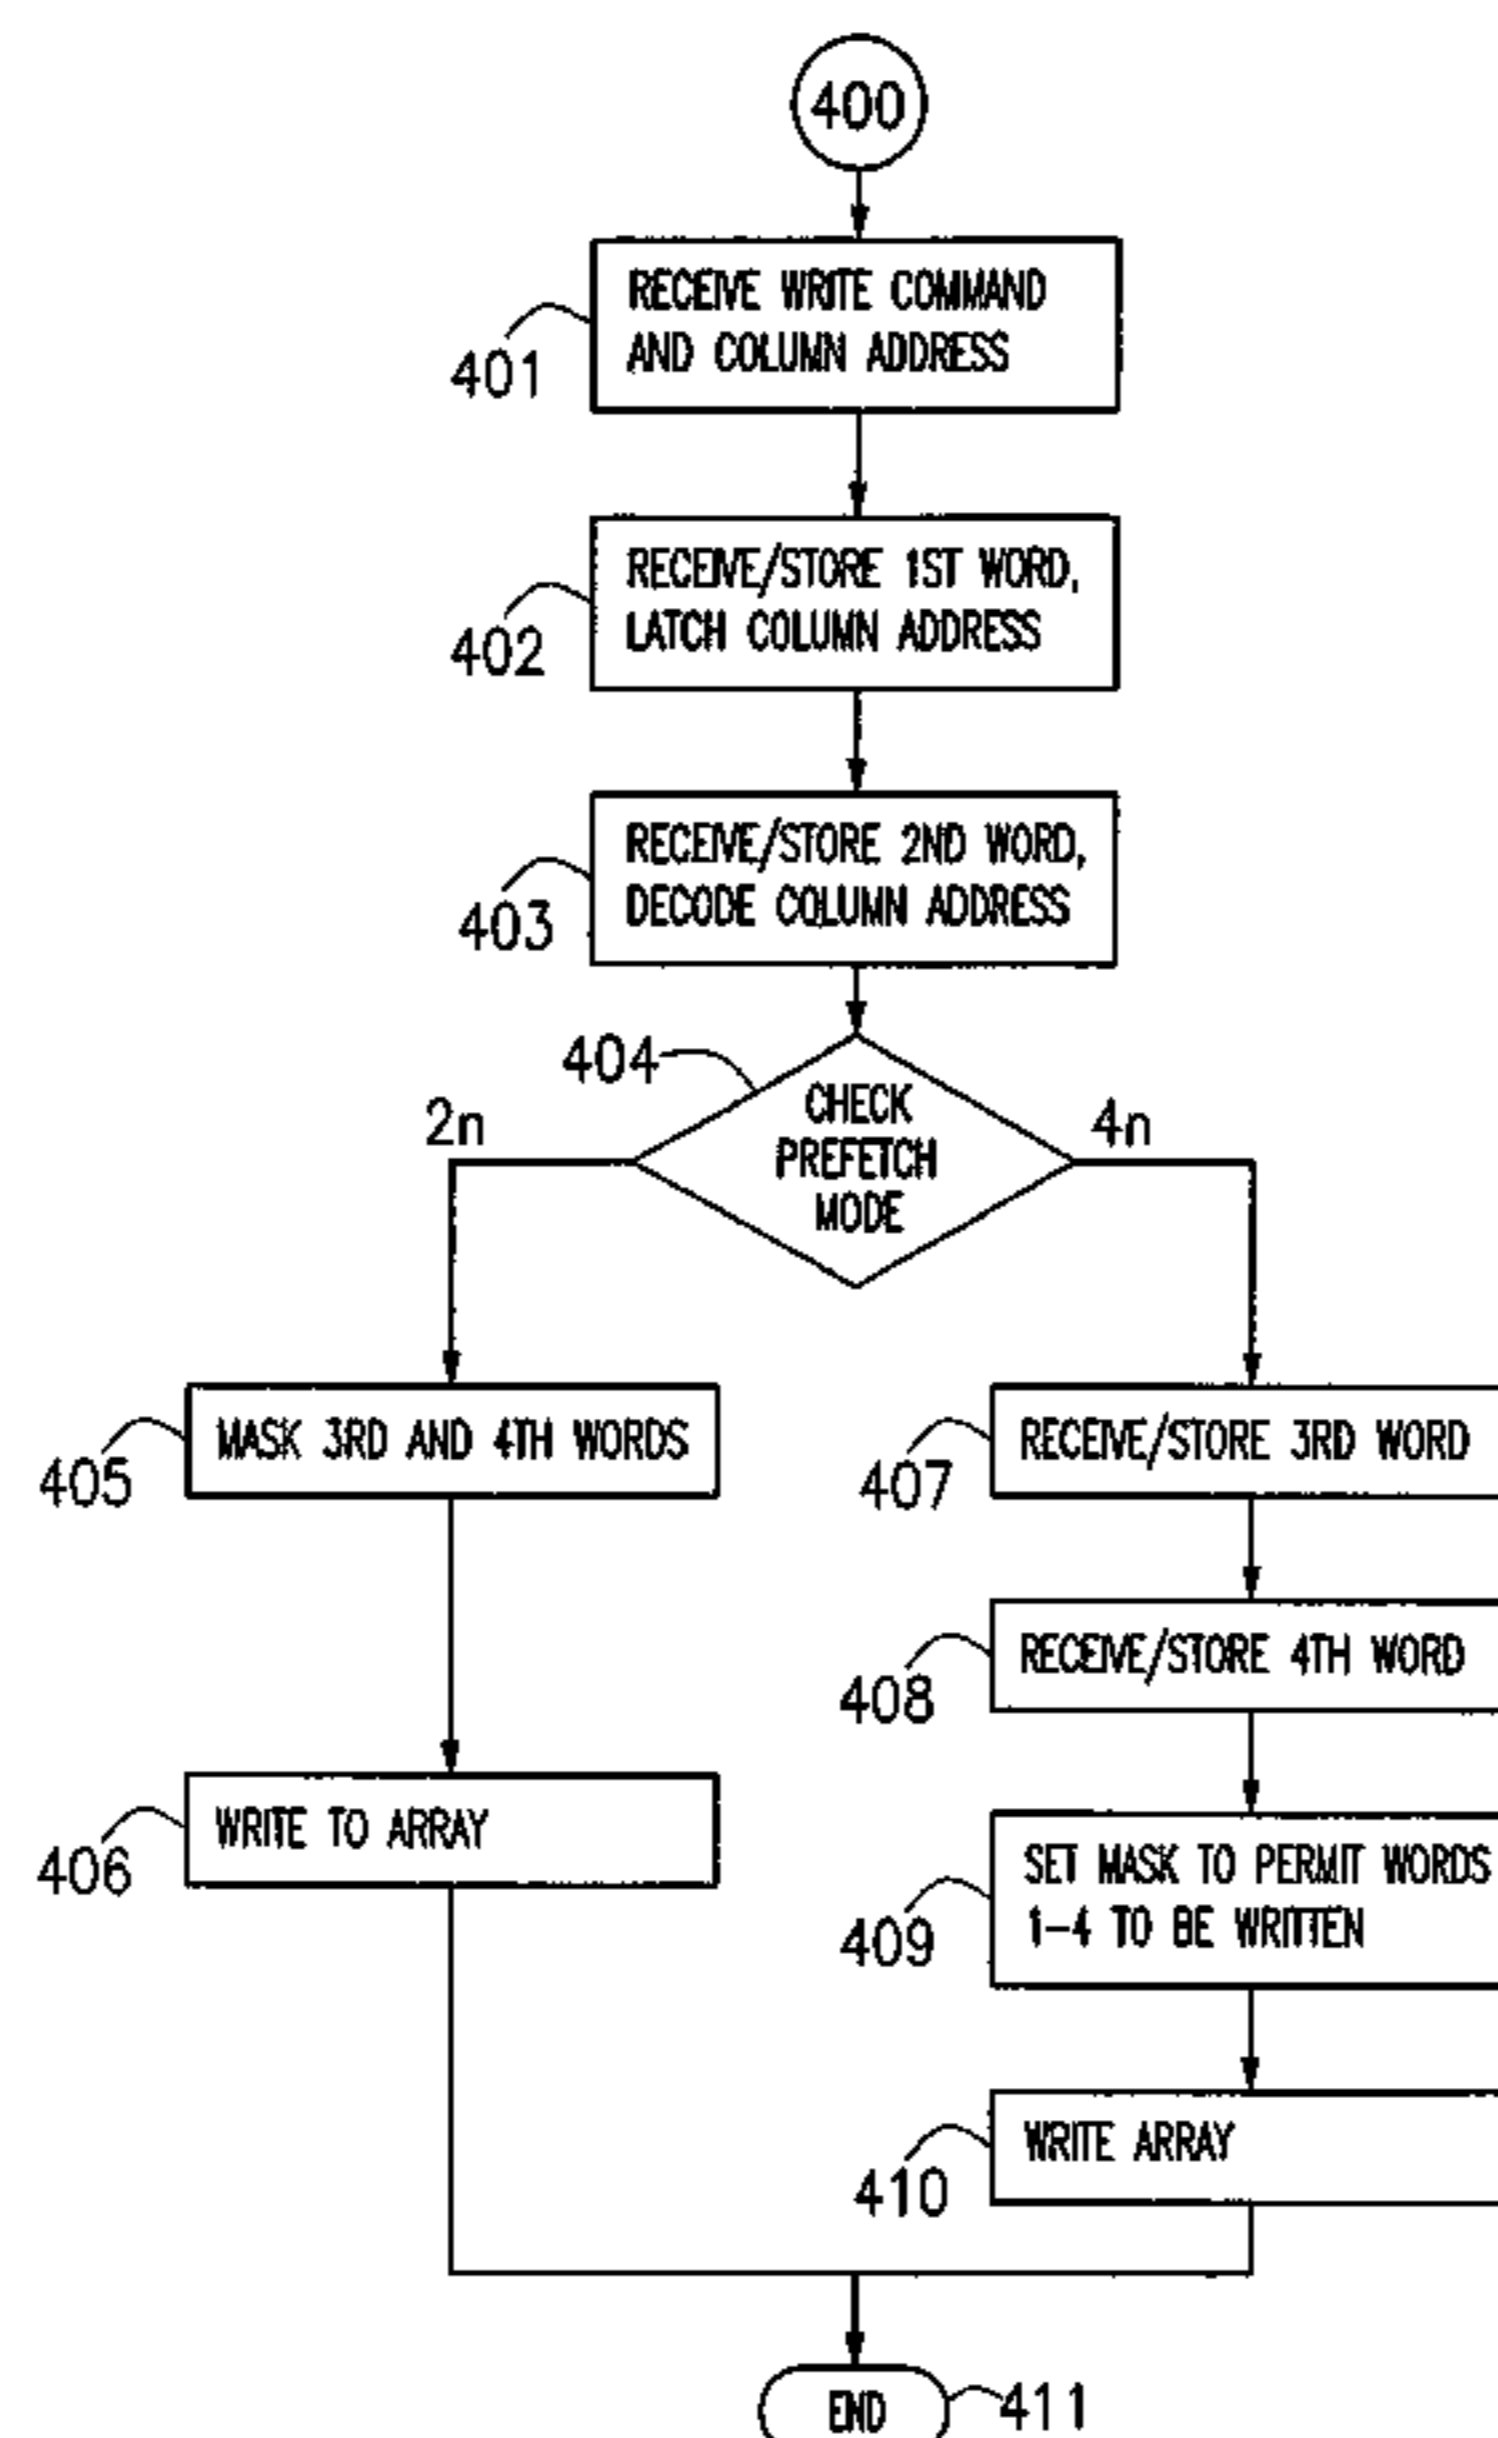 400
RECEIVE WRITE COMMAND
AND COLUMN ADDRESS
401
RECEIVE/STORE 1ST WORD,
LATCH COLUMN ADDRESS
402
RECEIVE/STORE 2ND WORD,
DECODE COLUMN ADDRESS
403
404
CHECK
PREFETCH
MODE
2n
4n
MASK 3RD AND 4TH WORDS
405
WRITE TO ARRAY
406
RECEIVE/STORE 3RD WORD
407
RECEIVE/STORE 4TH WORD
408
SET MASK TO PERMIT WORDS
1-4 TO BE WRITTEN
409
WRITE ARRAY
410
END
411